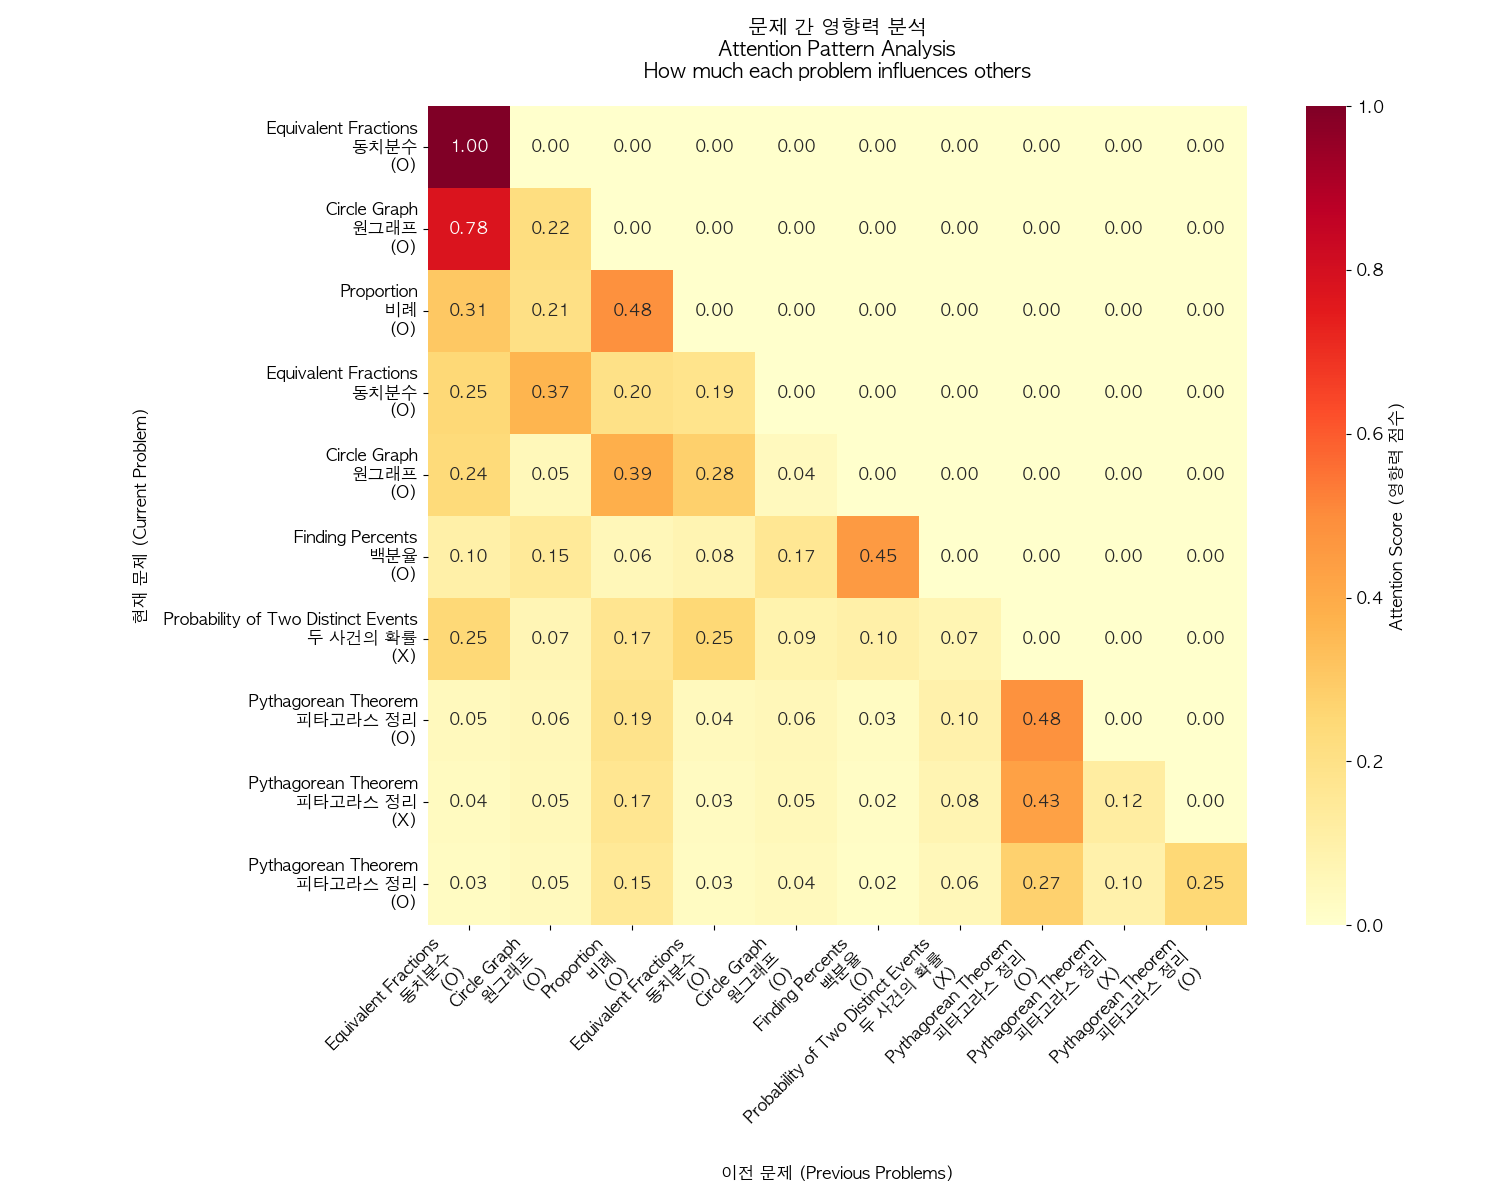 문제 간 영향력 분석
Attention Pattern Analysis
How much each problem influences others
현재 문제 (Current Problem)
Equivalent Fractions
동치분수
(O)
1.00 0.00 0.00 0.00 0.00 0.00 0.00 0.00 0.00 0.00
Circle Graph
원그래프
(O)
0.78 0.22 0.00 0.00 0.00 0.00 0.00 0.00 0.00 0.00
Proportion
비례
(O)
0.31 0.21 0.48 0.00 0.00 0.00 0.00 0.00 0.00 0.00
Equivalent Fractions
동치분수
(O)
0.25 0.37 0.20 0.19 0.00 0.00 0.00 0.00 0.00 0.00
Circle Graph
원그래프
(O)
0.24 0.05 0.39 0.28 0.04 0.00 0.00 0.00 0.00 0.00
Finding Percents
백분율
(O)
0.10 0.15 0.06 0.08 0.17 0.45 0.00 0.00 0.00 0.00
Probability of Two Distinct Events
두 사건의 확률
(X)
0.25 0.07 0.17 0.25 0.09 0.10 0.07 0.00 0.00 0.00
Pythagorean Theorem
피타고라스 정리
(O)
0.05 0.06 0.19 0.04 0.06 0.03 0.10 0.48 0.00 0.00
Pythagorean Theorem
피타고라스 정리
(X)
0.04 0.05 0.17 0.03 0.05 0.02 0.08 0.43 0.12 0.00
Pythagorean Theorem
피타고라스 정리
(O)
0.03 0.05 0.15 0.03 0.04 0.02 0.06 0.27 0.10 0.25
Equivalent Fractions
동치분수
(O)
Circle Graph
원그래프
(O)
Proportion
비례
(O)
Equivalent Fractions
동치분수
(O)
Circle Graph
원그래프
(O)
Finding Percents
백분율
(O)
Probability of Two Distinct Events
두 사건의 확률
(X)
Pythagorean Theorem
피타고라스 정리
(O)
Pythagorean Theorem
피타고라스 정리
(X)
Pythagorean Theorem
피타고라스 정리
(O)
이전 문제 (Previous Problems)
1.0
0.8
0.6
0.4
0.2
0.0
Attention Score (영향력 점수)